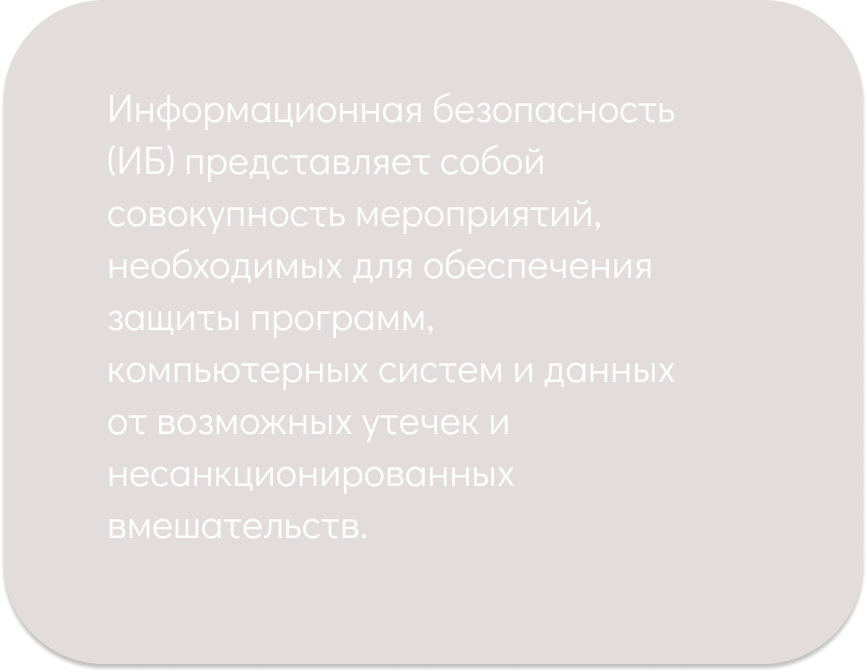 Информационная безопасность
(ИБ) представляет собой
совокупность мероприятий,
необходимых для обеспечения
защиты программ,
компьютерных систем и данных
от возможных утечек и
несанкционированных
вмешательств.